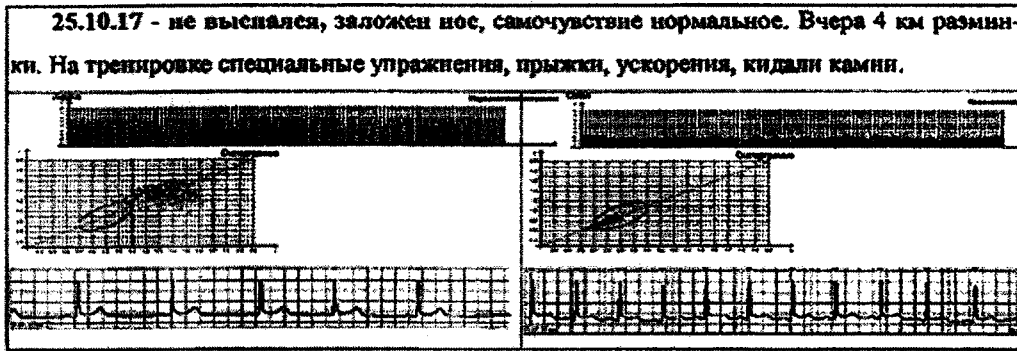 25.10.17 - не выспался, заложен нос, самочувствие нормальное. Вчера 4 км размин-
ки. На тренировке специальные упражнения, прыжки, ускорения, кидали камни.